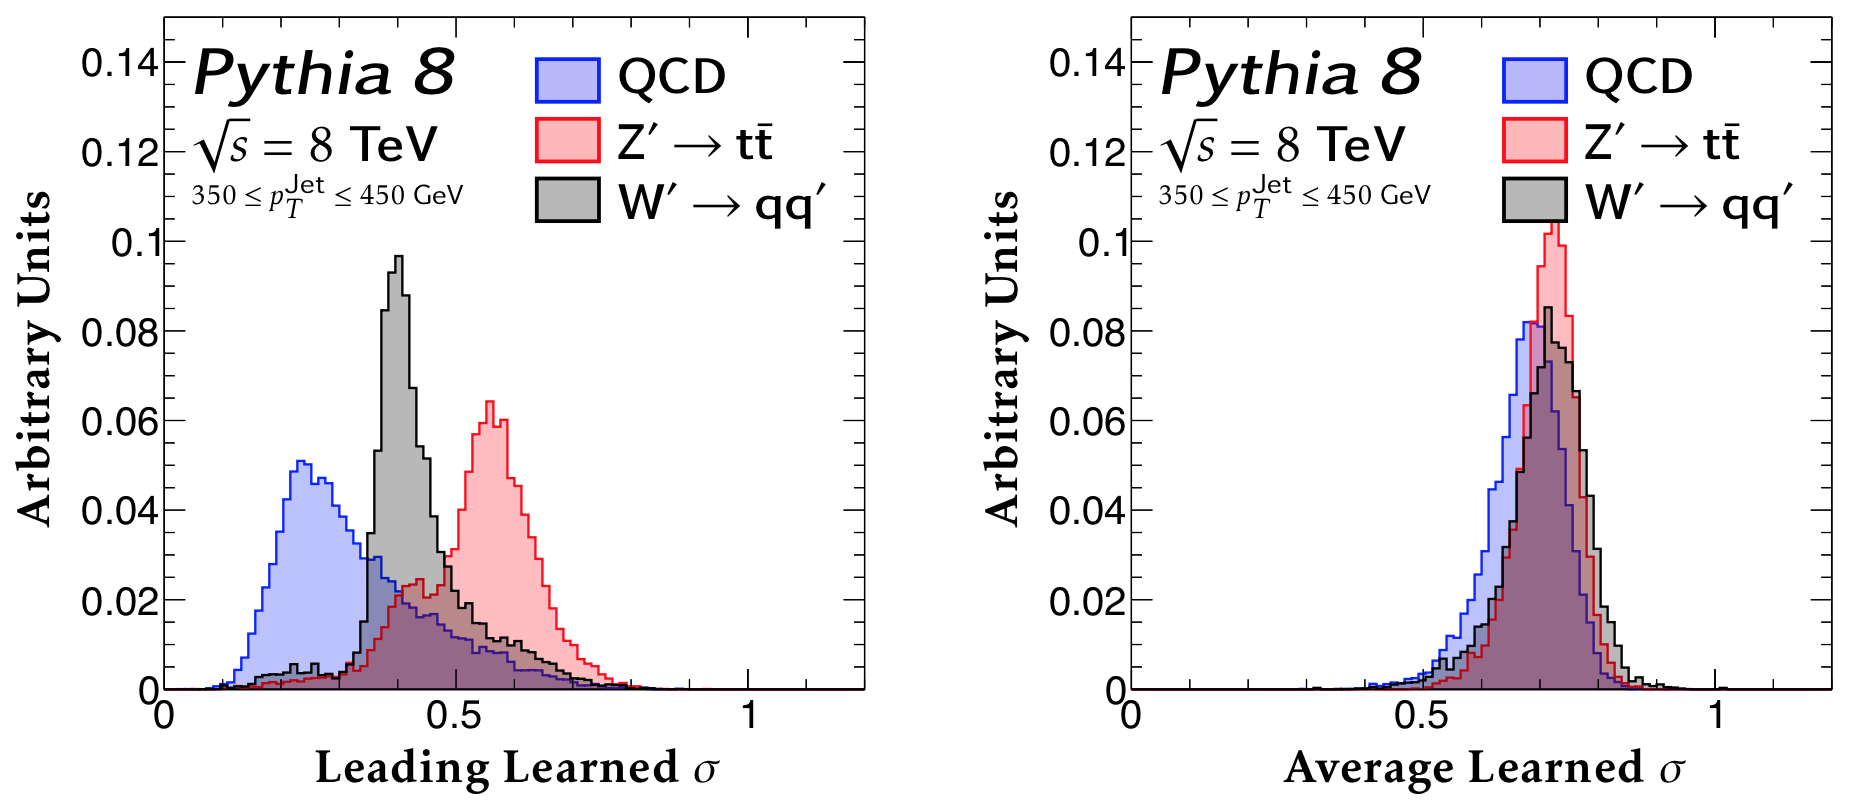 Pythia 8
√s = 8 TeV
350 ≤ p_T^Jet ≤ 450 GeV
QCD
Z′ → tt̄
W′ → qq′
0.14
0.12
0.1
0.08
0.06
0.04
0.02
0
0 0.5 1
Arbitrary Units
Leading Learned σ
Pythia 8
√s = 8 TeV
350 ≤ p_T^Jet ≤ 450 GeV
QCD
Z′ → tt̄
W′ → qq′
0.14
0.12
0.1
0.08
0.06
0.04
0.02
0
0 0.5 1
Arbitrary Units
Average Learned σ